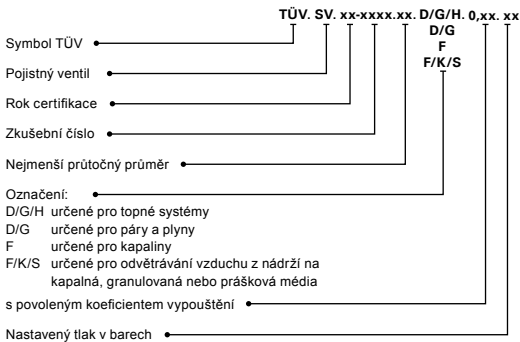 TÜV. SV. xx-xxxx.xx. D/G/H. 0,xx. xx
D/G
F
F/K/S
Symbol TÜV
Pojistný ventil
Rok certifikace
Zkušební číslo
Nejmenší průtočný průměr
Označení:
D/G/H určené pro topné systémy
D/G určené pro páry a plyny
F určené pro kapaliny
F/K/S určené pro odvětrávání vzduchu z nádrží na
kapalná, granulovaná nebo prášková média
s povoleným koeficientem vypouštění
Nastavený tlak v barech